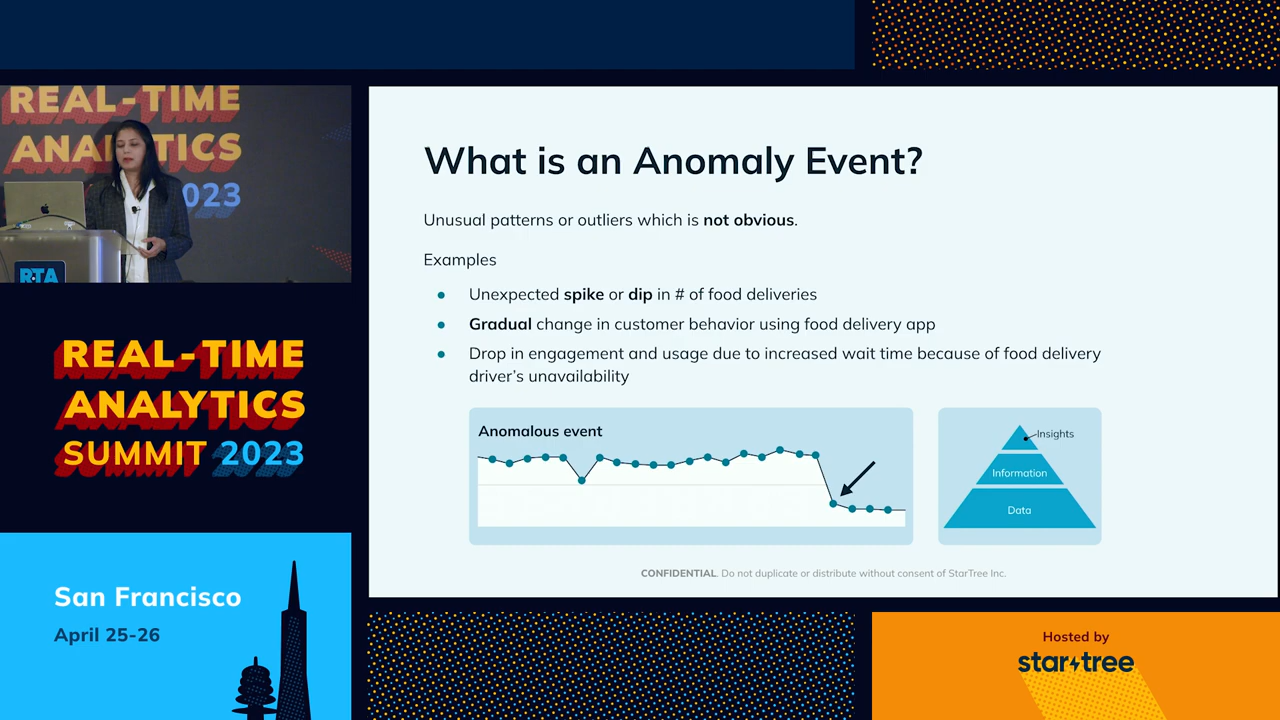 REAL-TIME
ANALYTICS
2023
RTA
REAL-TIME
ANALYTICS
SUMMIT 2023
San Francisco
April 25-26
What is an Anomaly Event?
Unusual patterns or outliers which is not obvious.
Examples
● Unexpected spike or dip in # of food deliveries
● Gradual change in customer behavior using food delivery app
● Drop in engagement and usage due to increased wait time because of food delivery
driver’s unavailability
Anomalous event
Insights
Information
Data
CONFIDENTIAL. Do not duplicate or distribute without consent of StarTree Inc.
Hosted by
startree